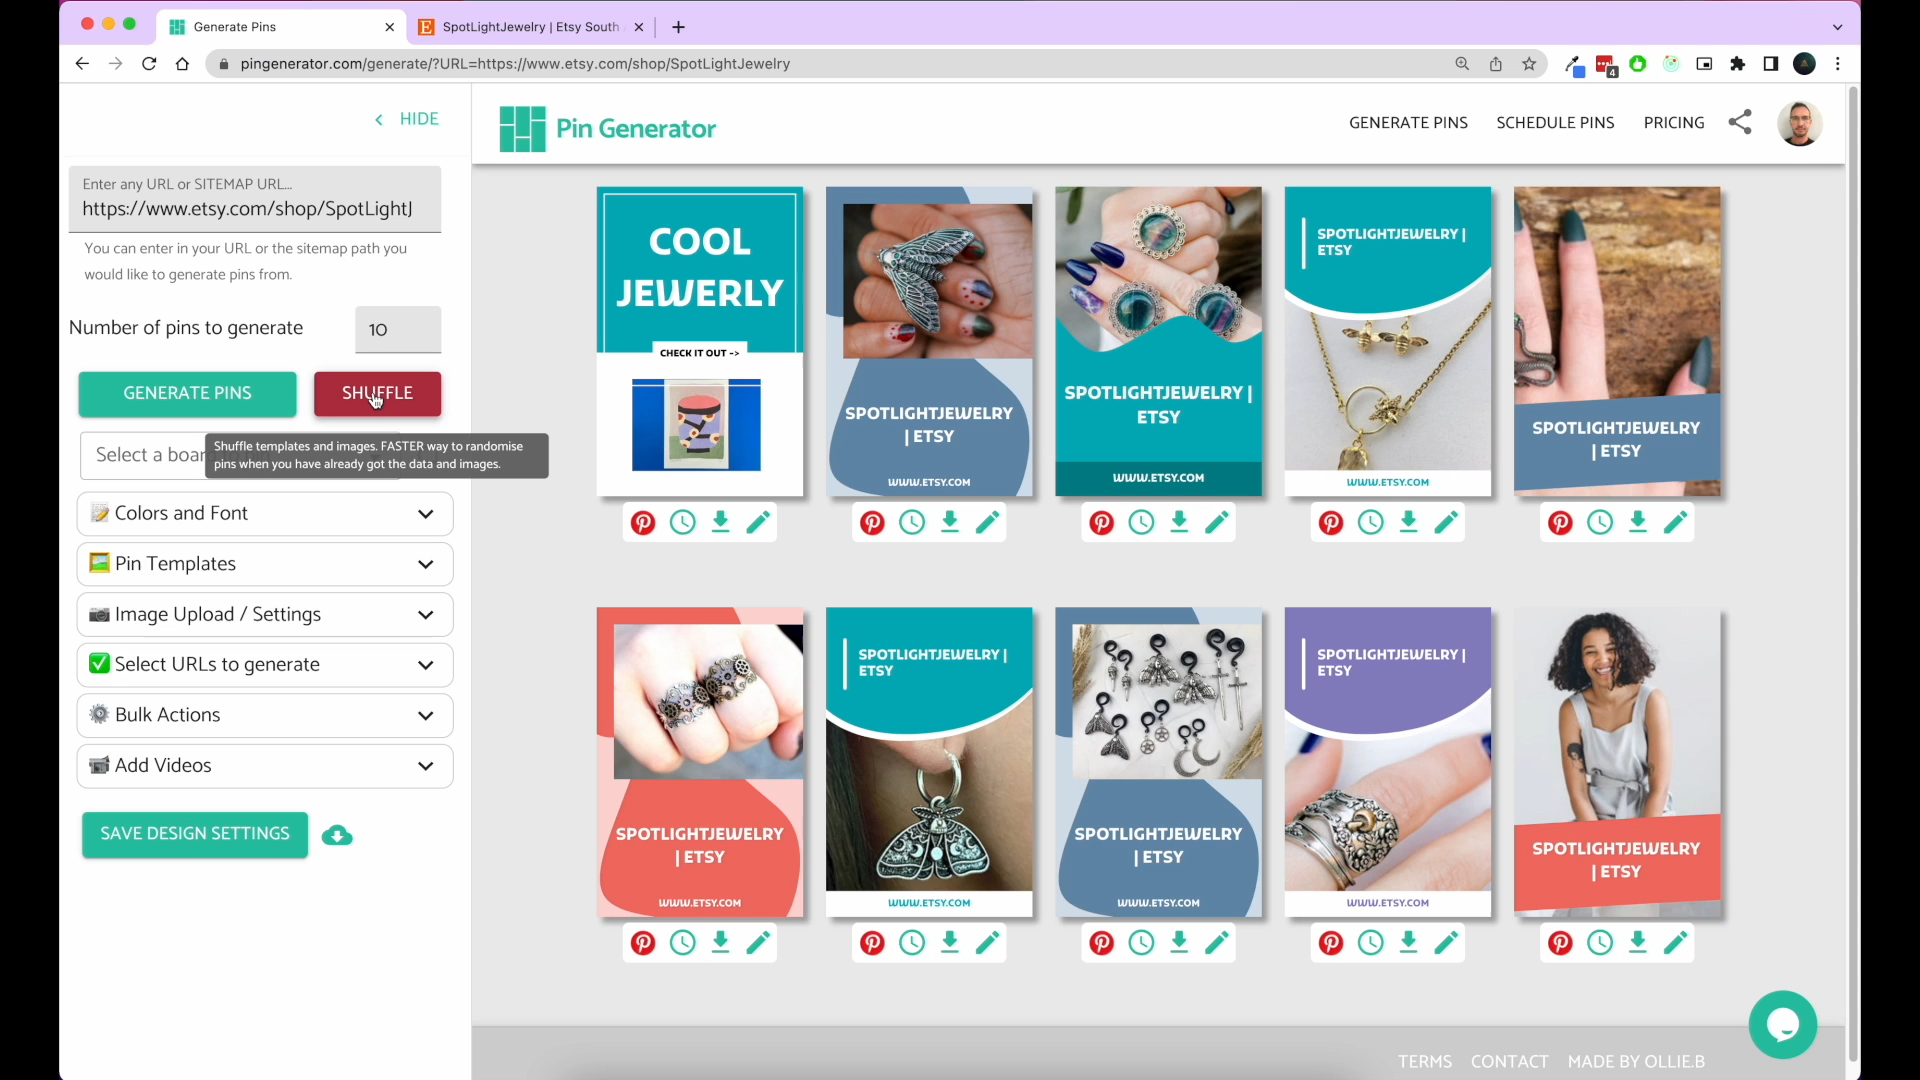 Generate Pins
SpotLightJewelry | Etsy South
pingenerator.com/generate/?URL=https://www.etsy.com/shop/SpotLightJewelry
4
HIDE
Pin Generator
GENERATE PINS
SCHEDULE PINS
PRICING
Enter any URL or SITEMAP URL...
https://www.etsy.com/shop/SpotLightJ
You can enter in your URL or the sitemap path you
would like to generate pins from.
Number of pins to generate
10
GENERATE PINS
SHUFFLE
Shuffle templates and images. FASTER way to randomise
pins when you have already got the data and images.
Select a board
Colors and Font
Pin Templates
Image Upload / Settings
Select URLs to generate
Bulk Actions
Add Videos
SAVE DESIGN SETTINGS
COOL
JEWERLY
CHECK IT OUT ->
SPOTLIGHTJEWELRY
| ETSY
WWW.ETSY.COM
SPOTLIGHTJEWELRY |
ETSY
WWW.ETSY.COM
SPOTLIGHTJEWELRY |
ETSY
WWW.ETSY.COM
SPOTLIGHTJEWELRY
| ETSY
SPOTLIGHTJEWELRY
| ETSY
WWW.ETSY.COM
SPOTLIGHTJEWELRY |
ETSY
WWW.ETSY.COM
SPOTLIGHTJEWELRY
| ETSY
WWW.ETSY.COM
SPOTLIGHTJEWELRY |
ETSY
WWW.ETSY.COM
SPOTLIGHTJEWELRY
| ETSY
TERMS
CONTACT
MADE BY OLLIE.B